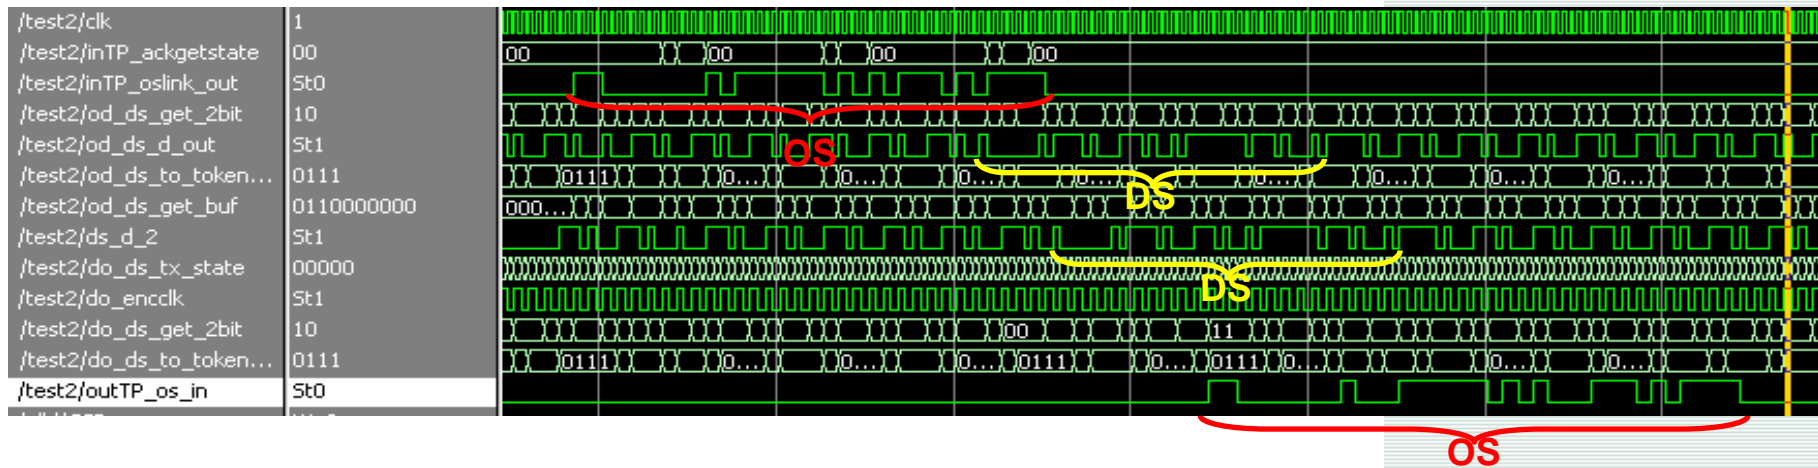 /test2/clk 1
/test2/inTP_ackgetstate 00 00 00 00 00
/test2/inTP_oslink_out St0
/test2/od_ds_get_2bit 10
/test2/od_ds_d_out St1
OS
/test2/od_ds_to_token... 0111 0111 0... 0... 0... 0... 0... 0... 0... 0...
DS
/test2/od_ds_get_buf 0110000000 000...
/test2/ds_d_2 St1
/test2/do_ds_tx_state 00000
DS
/test2/do_encclk St1
/test2/do_ds_get_2bit 10 00 11
/test2/do_ds_to_token... 0111 0111 0... 0... 0... 0111 0... 0111 0... 0... 0...
/test2/outTP_os_in St0
OS